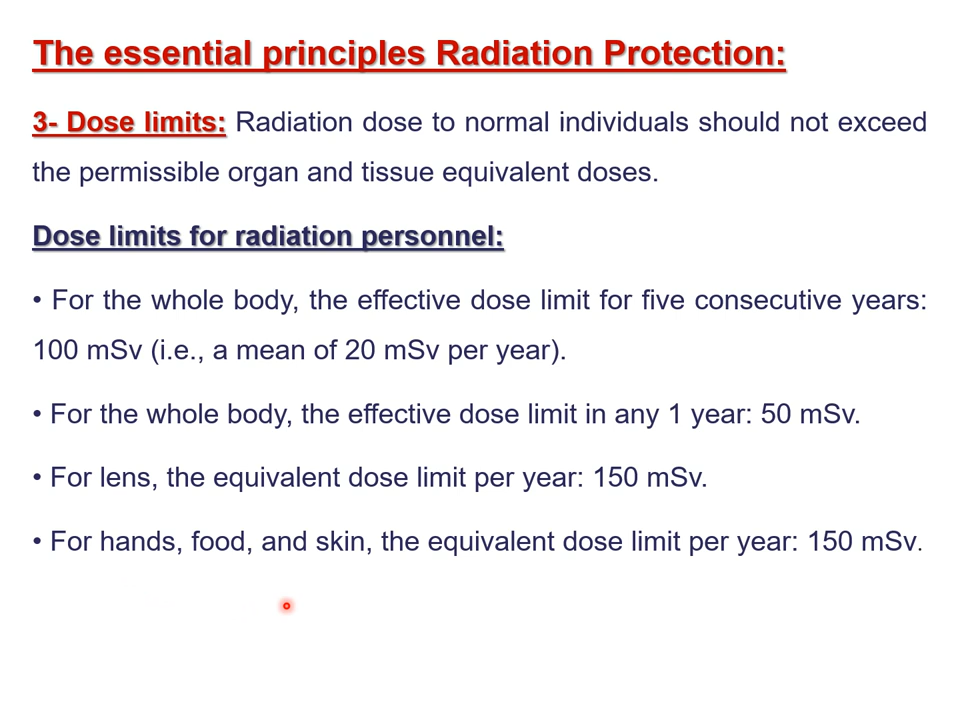 The essential principles Radiation Protection:
3- Dose limits: Radiation dose to normal individuals should not exceed
the permissible organ and tissue equivalent doses.
Dose limits for radiation personnel:
• For the whole body, the effective dose limit for five consecutive years:
100 mSv (i.e., a mean of 20 mSv per year).
• For the whole body, the effective dose limit in any 1 year: 50 mSv.
• For lens, the equivalent dose limit per year: 150 mSv.
• For hands, food, and skin, the equivalent dose limit per year: 150 mSv.